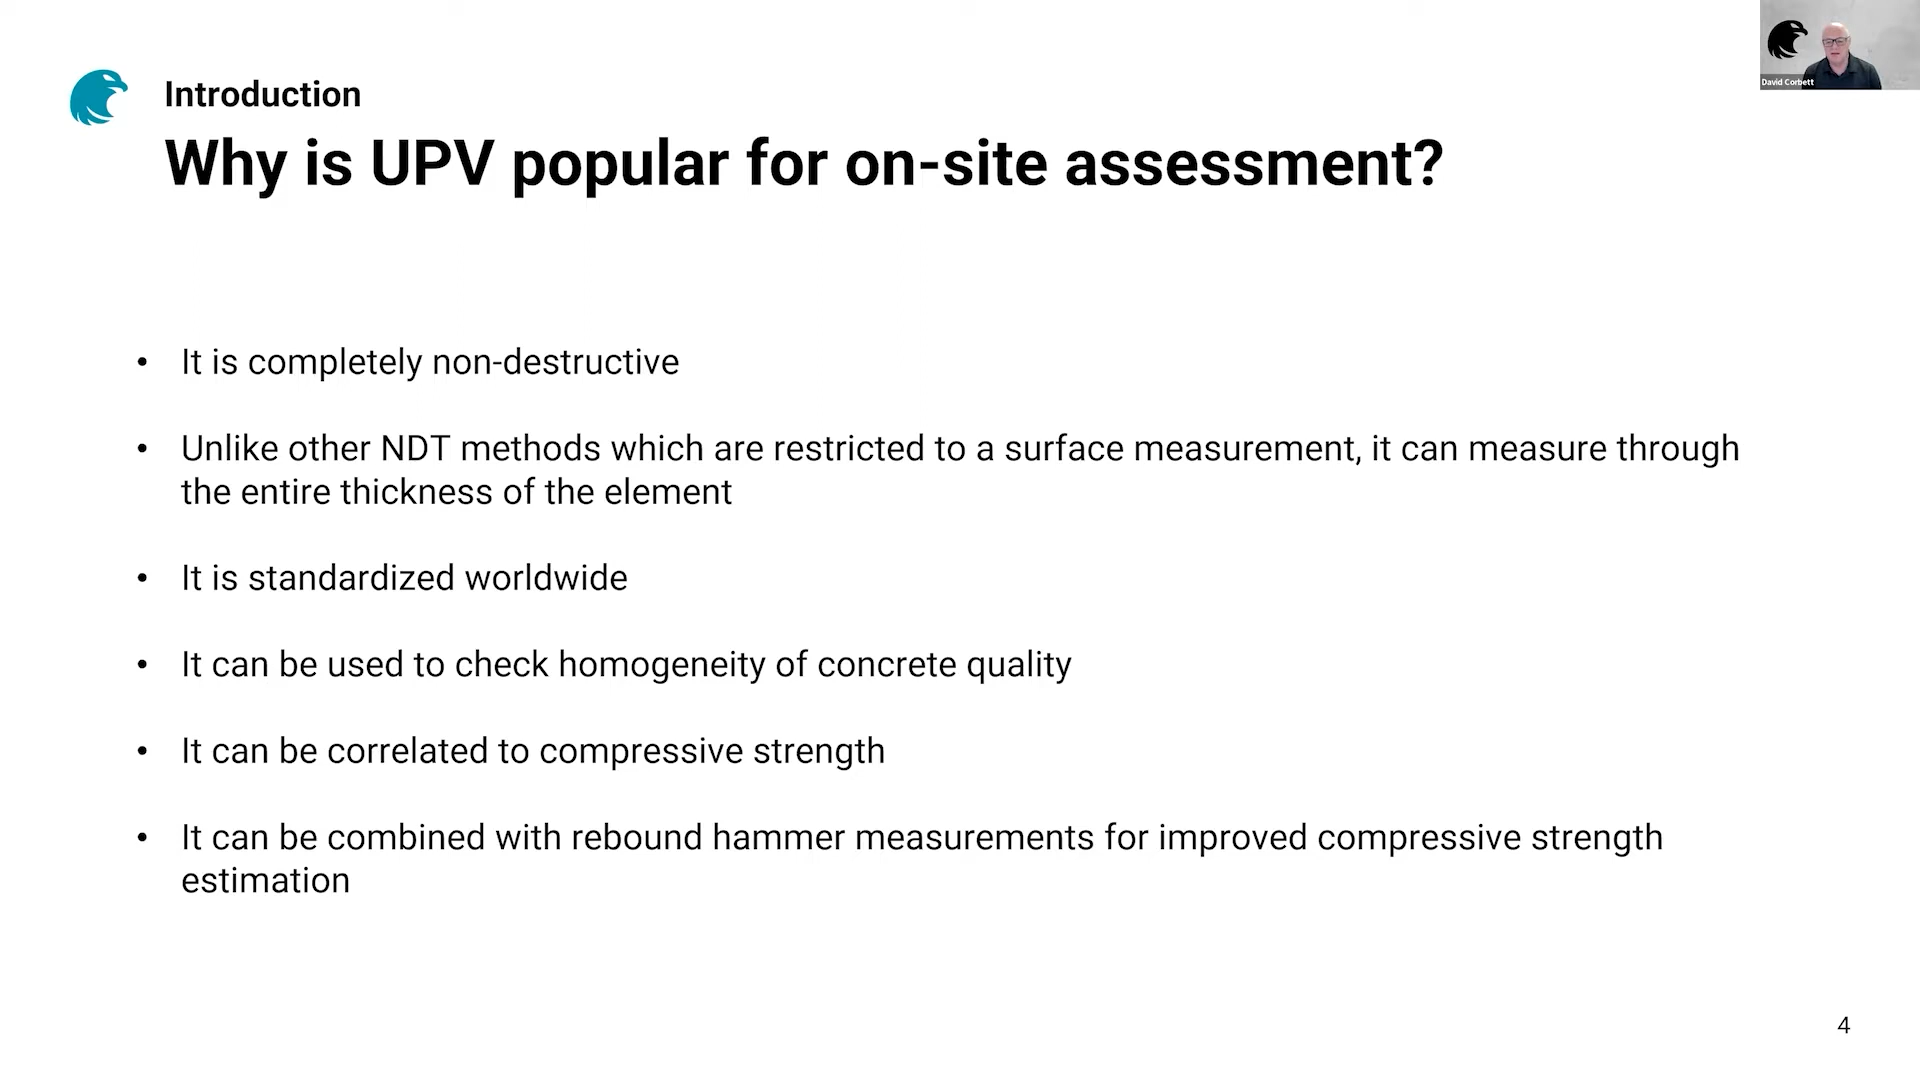 Introduction
Why is UPV popular for on-site assessment?
David Corbett
• It is completely non-destructive
• Unlike other NDT methods which are restricted to a surface measurement, it can measure through
the entire thickness of the element
• It is standardized worldwide
• It can be used to check homogeneity of concrete quality
• It can be correlated to compressive strength
• It can be combined with rebound hammer measurements for improved compressive strength
estimation
4